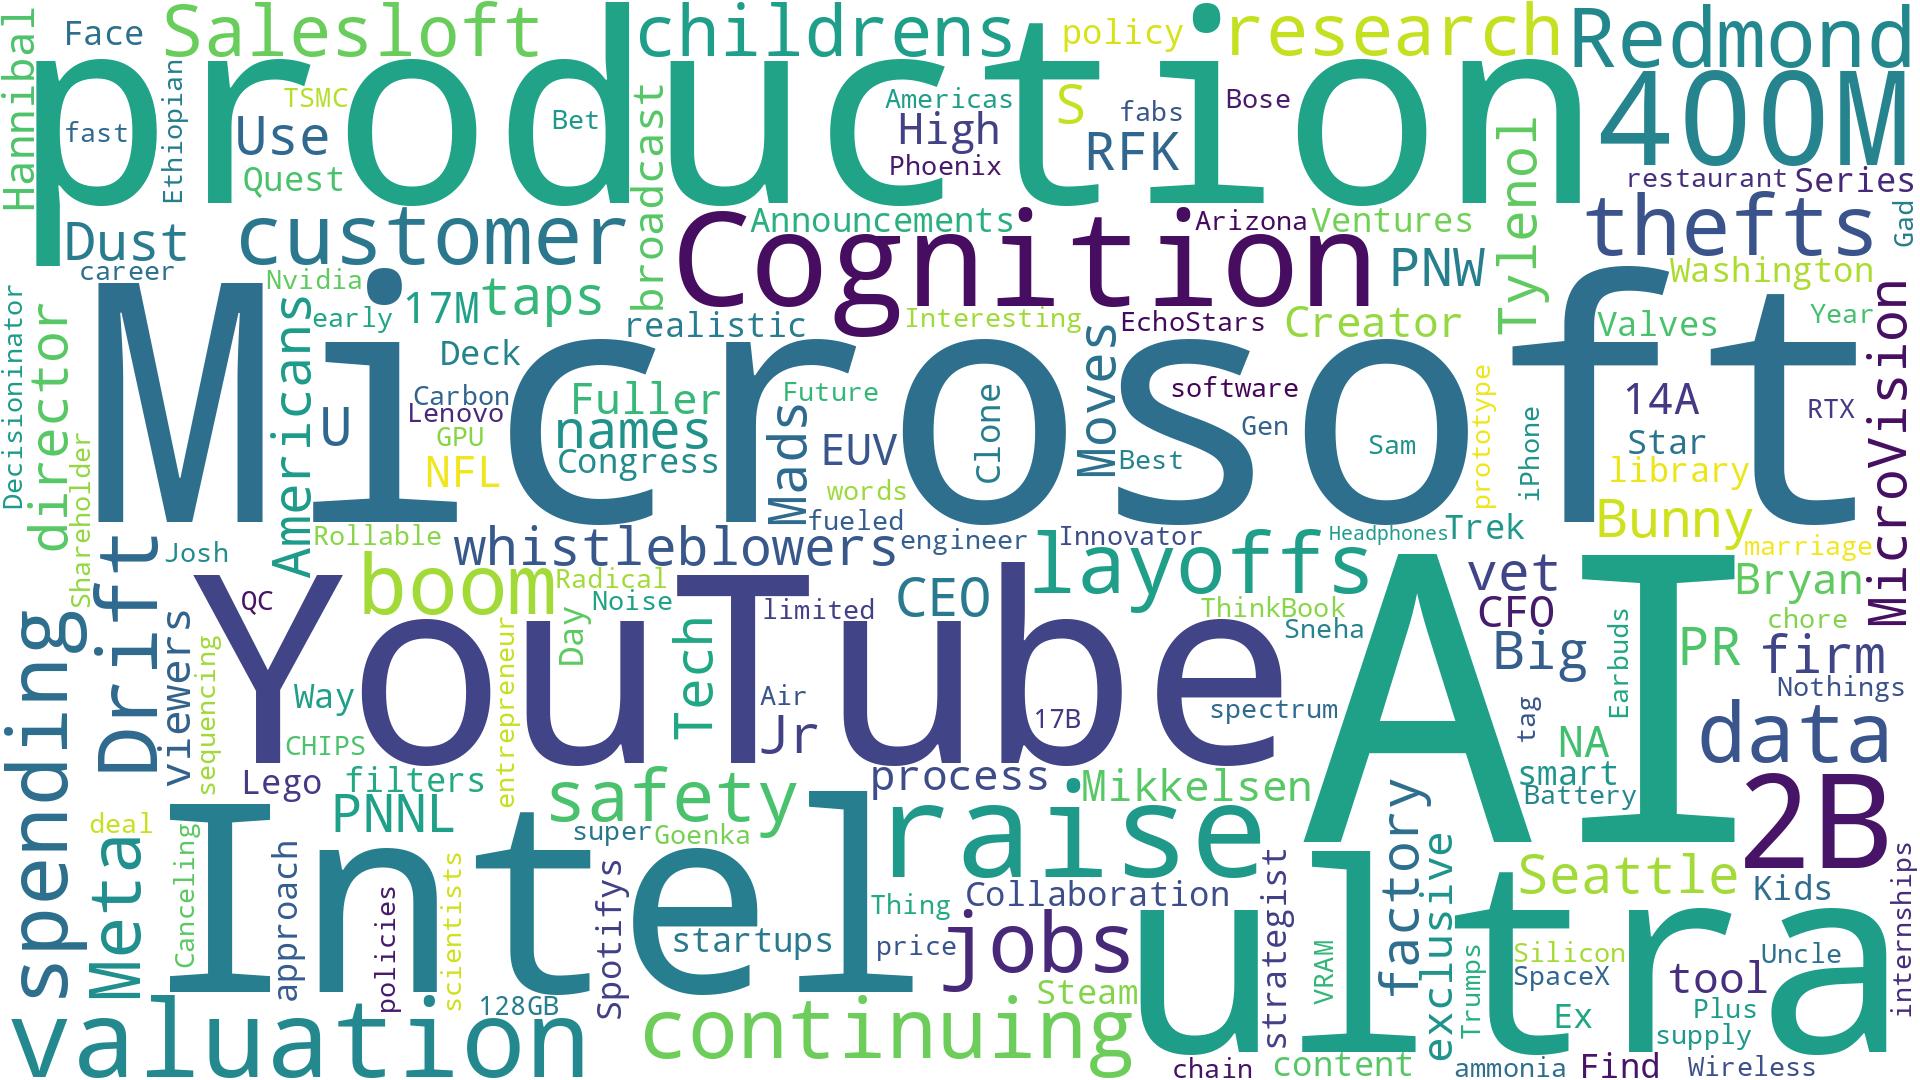 Hannibal
Face
Salesloft
childrens
policy
research
Redmond
production
400M
fast
Ethiopian
TSMC
Use
Quest
Bet
broadcast
Americas
High
Phoenix
S
RFK
fabs
Bose
Tylenol
restaurant
Series
Dust
career
customer
Cognition
Announcements
Arizona
Ventures
PNW
thefts
Gad
Washington
Decisioninator
director
Nvidia
early
17M
taps
realistic
Interesting
EchoStars
Creator
Valves
Year
MicroVision
Microsoft
Americans
U
Deck
Carbon
Lenovo
GPU
NFL
Fuller
names
Congress
Future
Mads
EUV
words
fueled
Clone
Moves
Best
software
Gen
Sam
prototype
iPhone
14A
Star
library
Bunny
RTX
Shareholder
Drift
Josh
Rollable
whistleblowers
engineer
Innovator
Headphones
Trek
marriage
boom
Radical
Noise
limited
CEO
layoffs
ThinkBook
Sneha
vet
CFO
Bryan
chore
spending
viewers
sequencing
QC
YouTube
Way
CHIPS
entrepreneur
Day
Tech
Air
Jr
17B
spectrum
AI
Big
tag
Earbuds
PR
NA
firm
Nothings
data
Lego
filters
PNNL
safety
process
Mikkelsen
smart
Battery
2B
deal
Meta
Canceling
Intel
approach
policies
scientists
super
Goenka
Spotifys
startups
raise
Thing
price
Collaboration
jobs
strategist
factory
exclusive
Seattle
Kids
internships
ultra
VRAM
Trumps
Silicon
SpaceX
Ex
tool
Uncle
Plus
supply
valuation
128GB
continuing
Steam
chain
content
ammonia
Find
Wireless